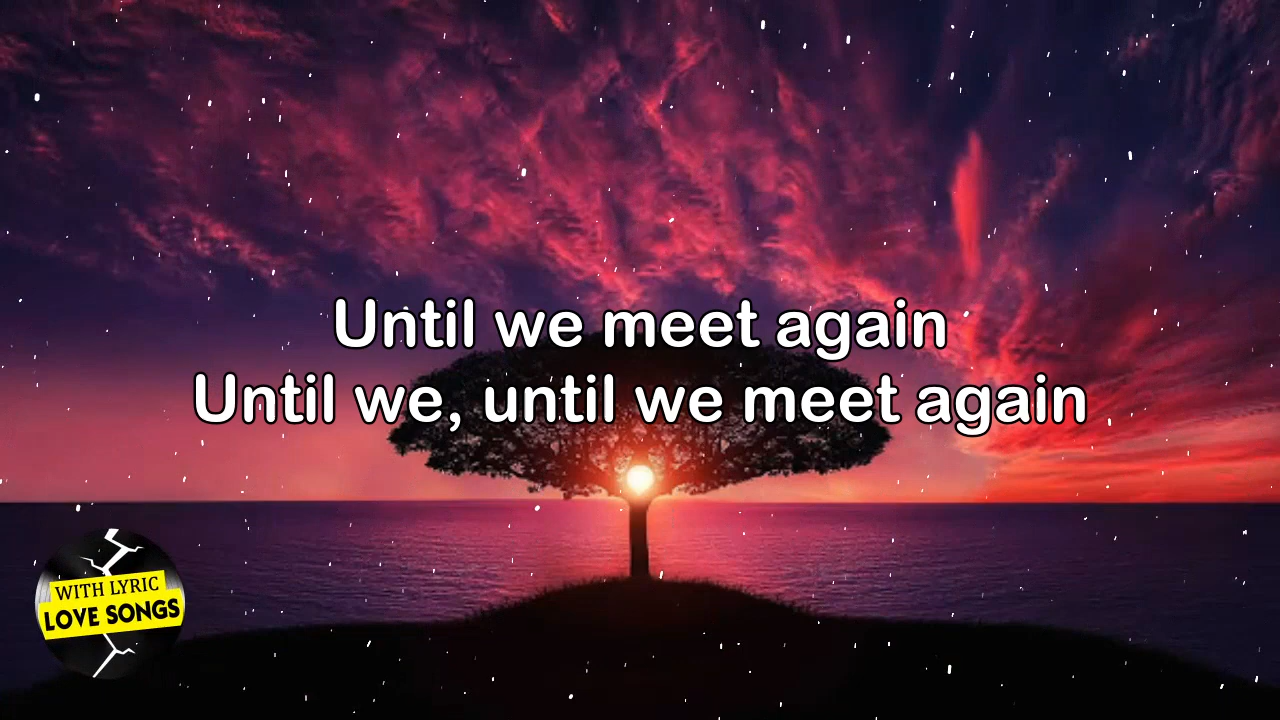 Until we meet again
Until we, until we meet again
WITH LYRIC
LOVE SONGS